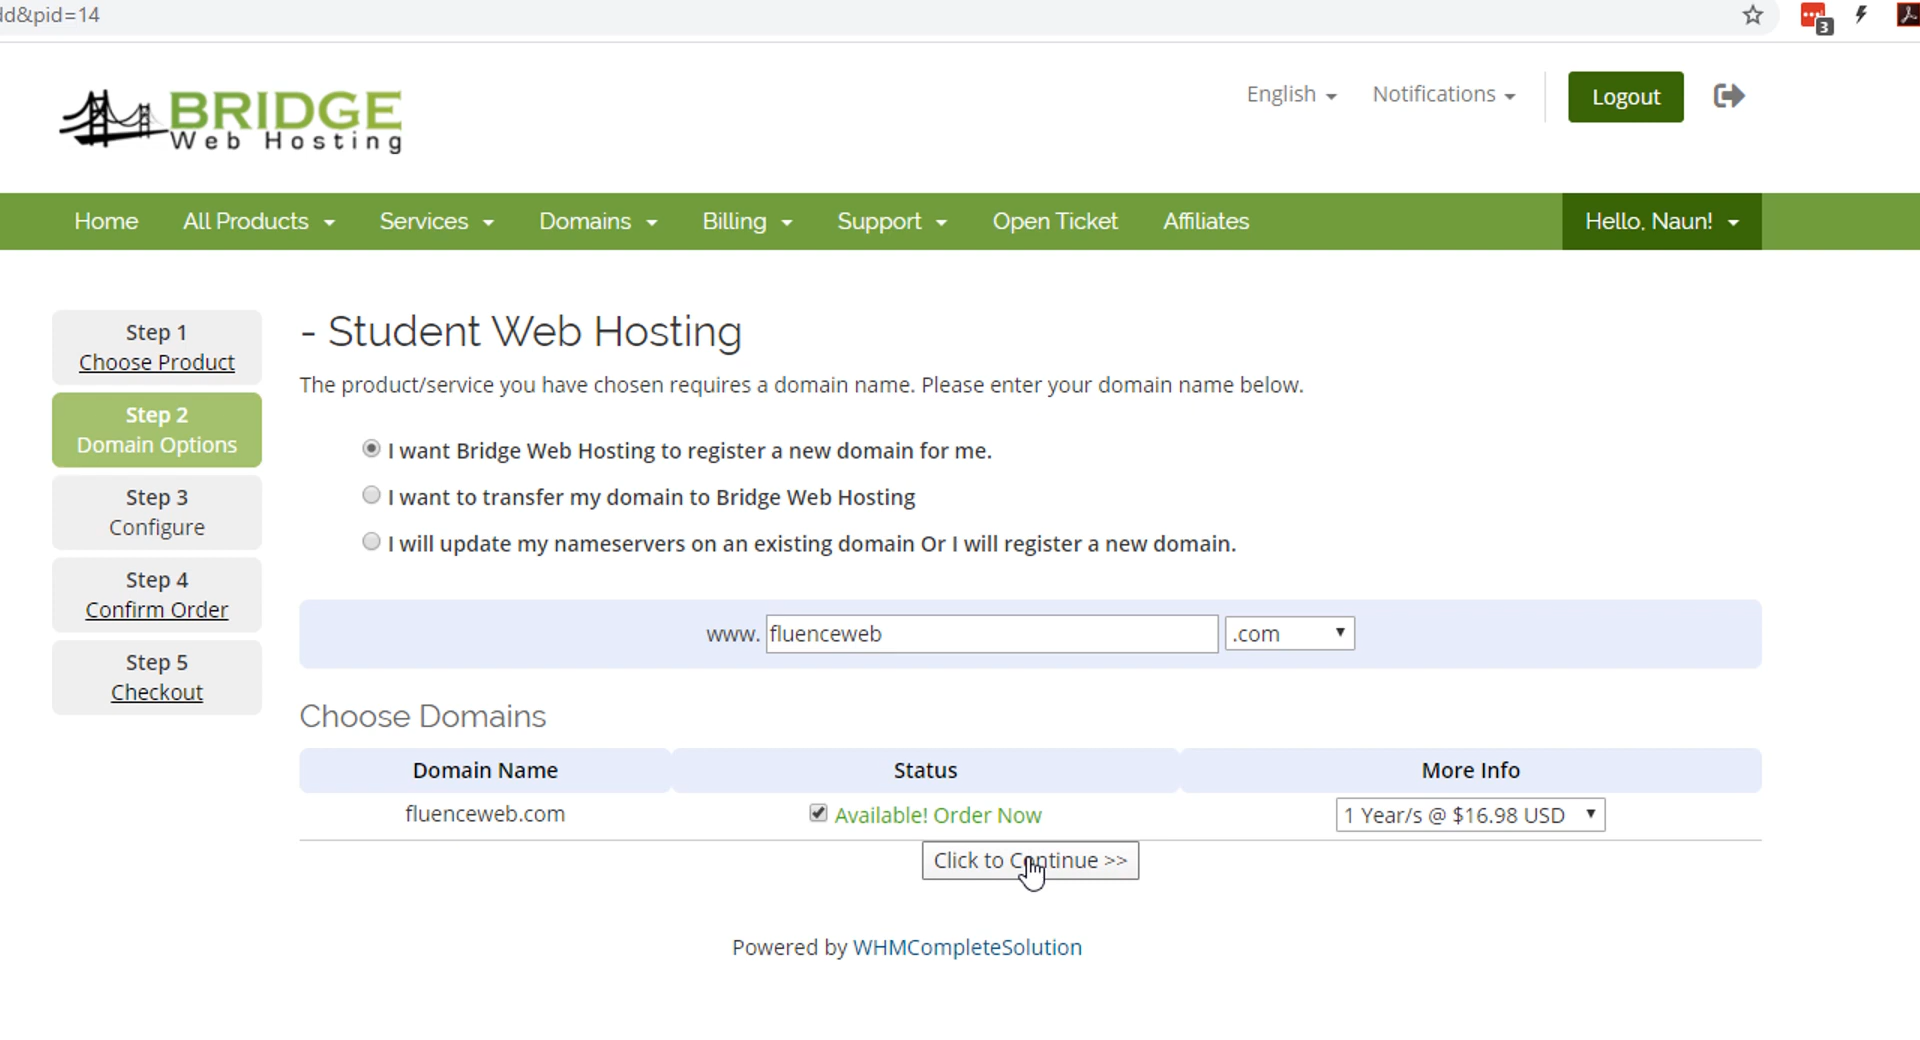 dd&pid=14
3
BRIDGE
Web Hosting
English
Notifications
Logout
Home
All Products
Services
Domains
Billing
Support
Open Ticket
Affiliates
Hello, Naun!
Step 1
Choose Product
Step 2
Domain Options
Step 3
Configure
Step 4
Confirm Order
Step 5
Checkout
- Student Web Hosting
The product/service you have chosen requires a domain name. Please enter your domain name below.
I want Bridge Web Hosting to register a new domain for me.
I want to transfer my domain to Bridge Web Hosting
I will update my nameservers on an existing domain Or I will register a new domain.
www. fluenceweb .com
Choose Domains
Domain Name Status More Info
fluenceweb.com Available! Order Now 1 Year/s @ $16.98 USD
Click to Continue >>
Powered by WHMCompleteSolution